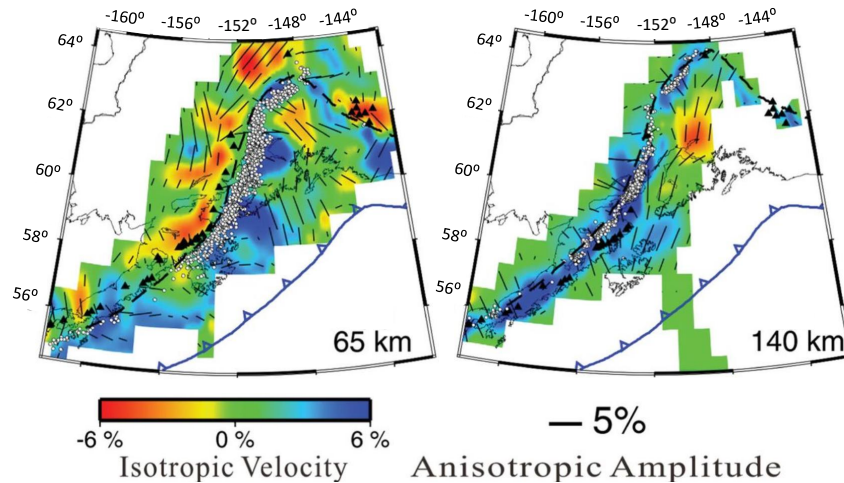 -160° -156° -152° -148° -144°
64°
62°
60°
58°
56°
65 km
-160° -156° -152° -148° -144°
64°
62°
60°
58°
56°
140 km
-6 % 0 % 6 %
Isotropic Velocity
5%
Anisotropic Amplitude